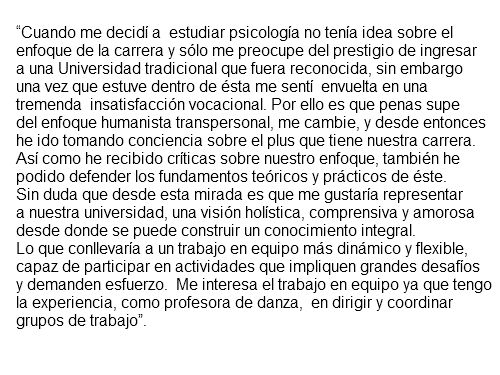 “Cuando me decidí a  estudiar psicología no tenía idea sobre el
enfoque de la carrera y sólo me preocupe del prestigio de ingresar
a una Universidad tradicional que fuera reconocida, sin embargo
una vez que estuve dentro de ésta me sentí  envuelta en una
tremenda  insatisfacción vocacional. Por ello es que penas supe
del enfoque humanista transpersonal, me cambie, y desde entonces
he ido tomando conciencia sobre el plus que tiene nuestra carrera.
Así como he recibido críticas sobre nuestro enfoque, también he
podido defender los fundamentos teóricos y prácticos de éste.
Sin duda que desde esta mirada es que me gustaría representar
a nuestra universidad, una visión holística, comprensiva y amorosa
desde donde se puede construir un conocimiento integral.
Lo que conllevaría a un trabajo en equipo más dinámico y flexible,
capaz de participar en actividades que impliquen grandes desafíos
y demanden esfuerzo.  Me interesa el trabajo en equipo ya que tengo
la experiencia, como profesora de danza,  en dirigir y coordinar
grupos de trabajo”.